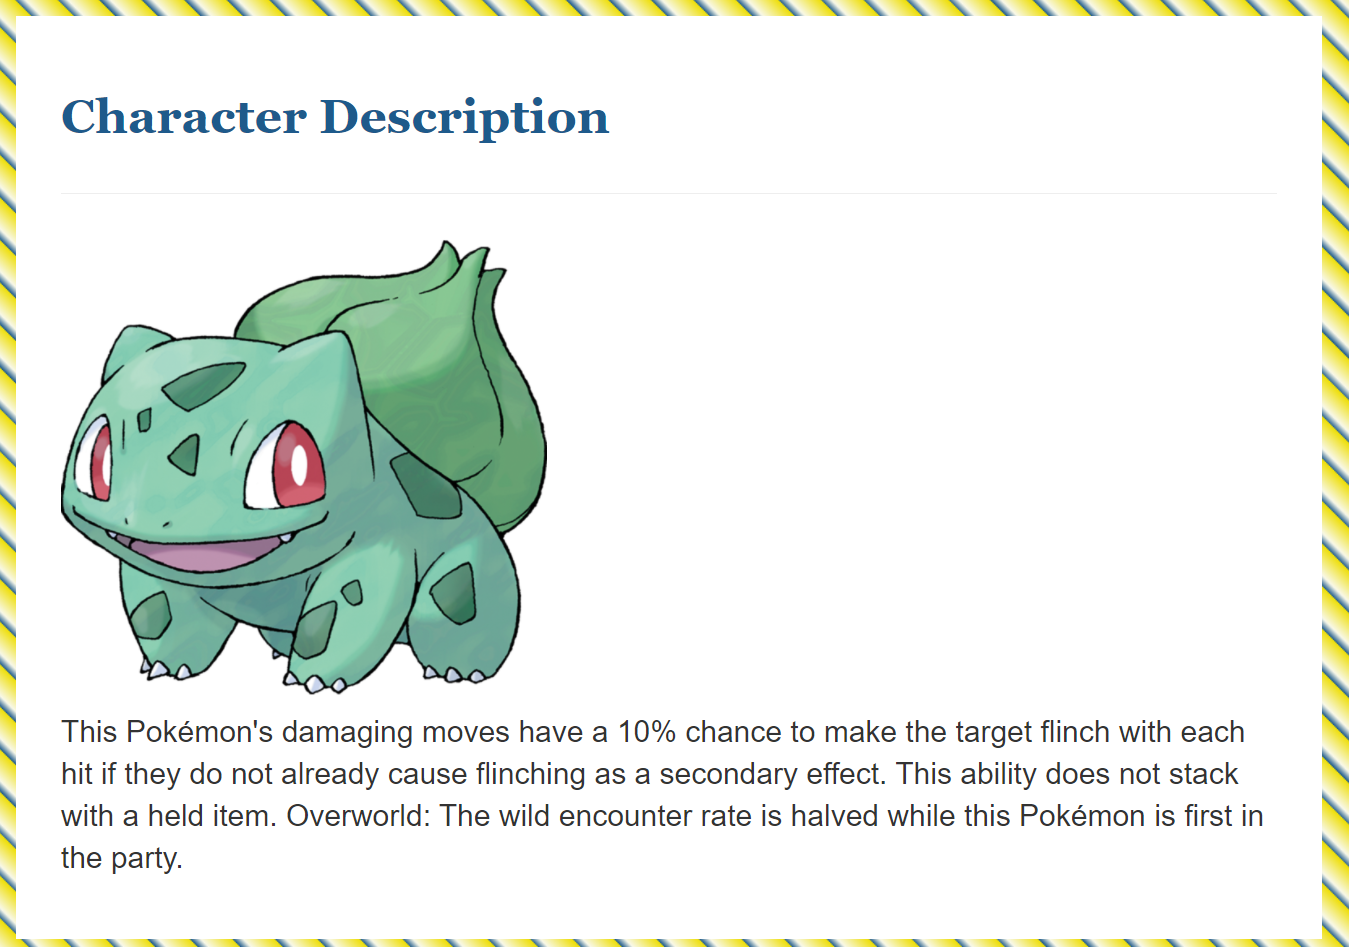 Character Description
This Pokémon's damaging moves have a 10% chance to make the target flinch with each
hit if they do not already cause flinching as a secondary effect. This ability does not stack
with a held item. Overworld: The wild encounter rate is halved while this Pokémon is first in
the party.